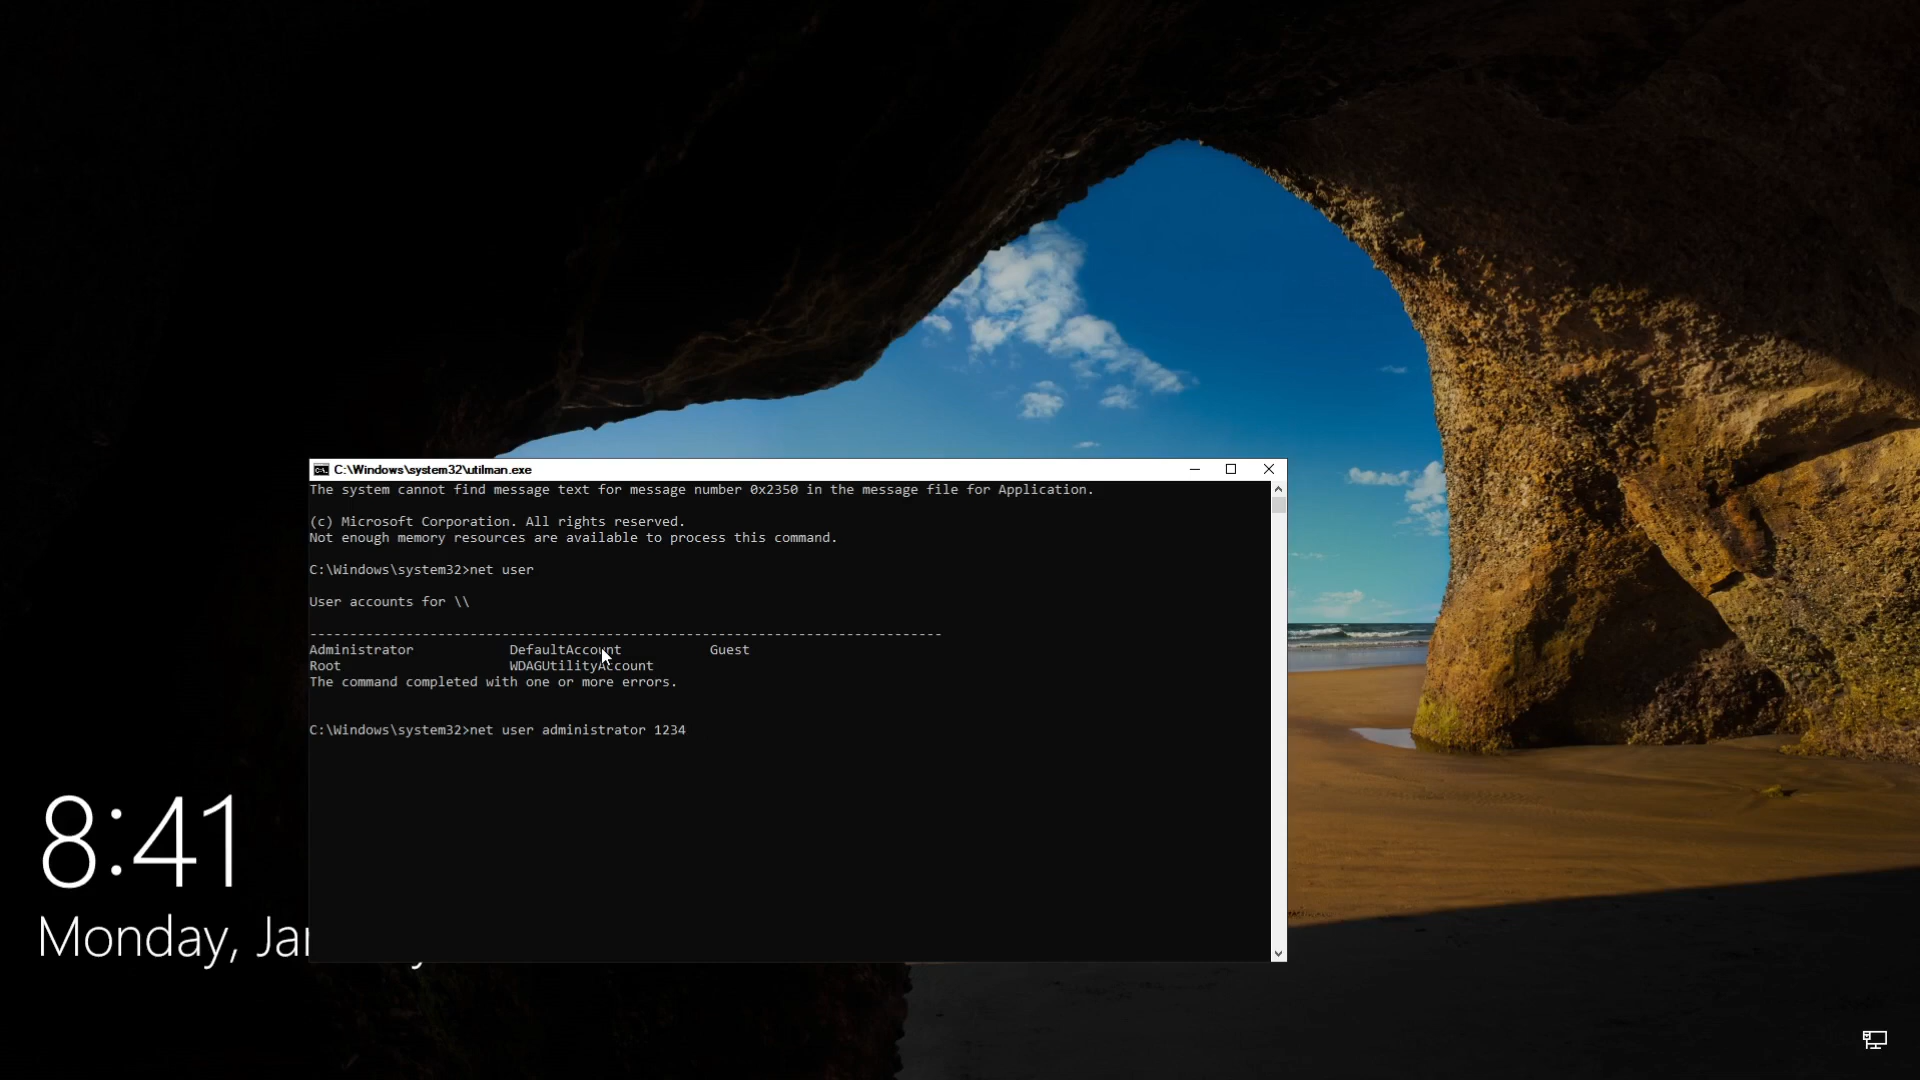 C:\Windows\system32\utilman.exe
The system cannot find message text for message number 0x2350 in the message file for Application.
(c) Microsoft Corporation. All rights reserved.
Not enough memory resources are available to process this command.
C:\Windows\system32>net user
User accounts for \\
-------------------------------------------------------------------------------
Administrator DefaultAccount Guest
Root WDAGUtilityAccount
The command completed with one or more errors.
C:\Windows\system32>net user administrator 1234
8:41
Monday,